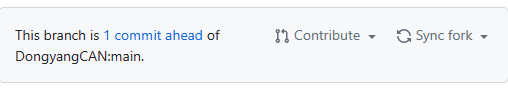 This branch is 1 commit ahead of
DongyangCAN:main.
Contribute
Sync fork